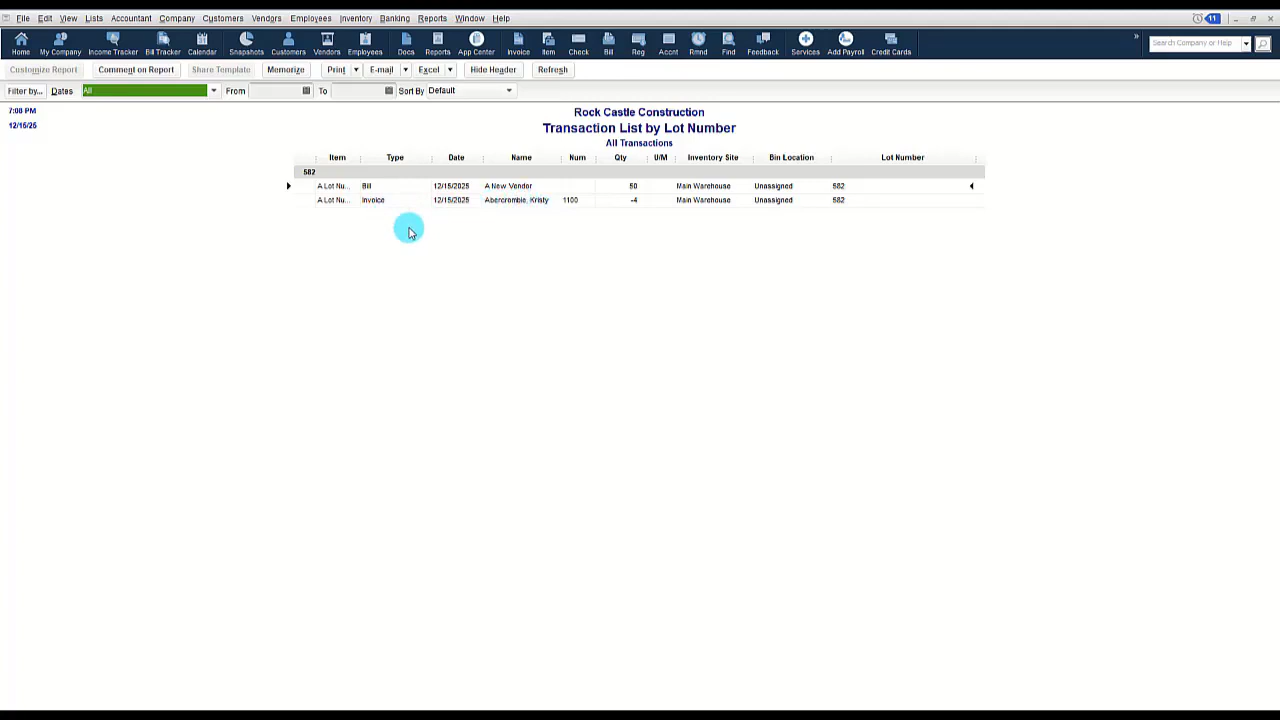 File Edit View Lists Accountant Company Customers Vendors Employees Inventory Banking Reports Window Help 11
Home My Company Income Tracker Bill Tracker Calendar Snapshots Customers Vendors Employees Docs Reports App Center Invoice Item Check Bill Reg Accnt Rmnd Find Feedback Services Add Payroll Credit Cards » Search Company or Help
Customize Report Comment on Report Share Template Memorize Print E-mail Excel Hide Header Refresh
Filter by... Dates All From To Sort By Default
7:08 PM
12/15/25
Rock Castle Construction
Transaction List by Lot Number
All Transactions
Item Type Date Name Num Qty U/M Inventory Site Bin Location Lot Number
582
A Lot Nu... Bill 12/15/2025 A New Vendor 50 Main Warehouse Unassigned 582
A Lot Nu... Invoice 12/15/2025 Abercrombie, Kristy 1100 -4 Main Warehouse Unassigned 582